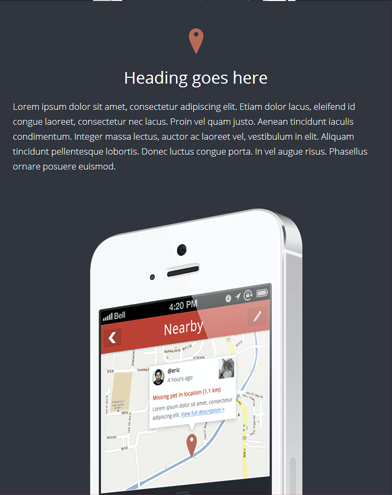 Heading goes here
Lorem ipsum dolor sit amet, consectetur adipiscing elit. Etiam dolor lacus, eleifend id
congue laoreet, consectetur nec lacus. Proin vel quam justo. Aenean tincidunt iaculis
condimentum. Integer massa lectus, auctor ac laoreet vel, vestibulum in elit. Aliquam
tincidunt pellentesque lobortis. Donec luctus congue porta. In vel augue risus. Phasellus
ornare posuere euismod.
Bell 4:20 PM
Nearby
@eric
4 hours ago
Missing pet in location (1.1 km)
Lorem ipsum dolor sit amet, consectetur
adipiscing elit. View full description »